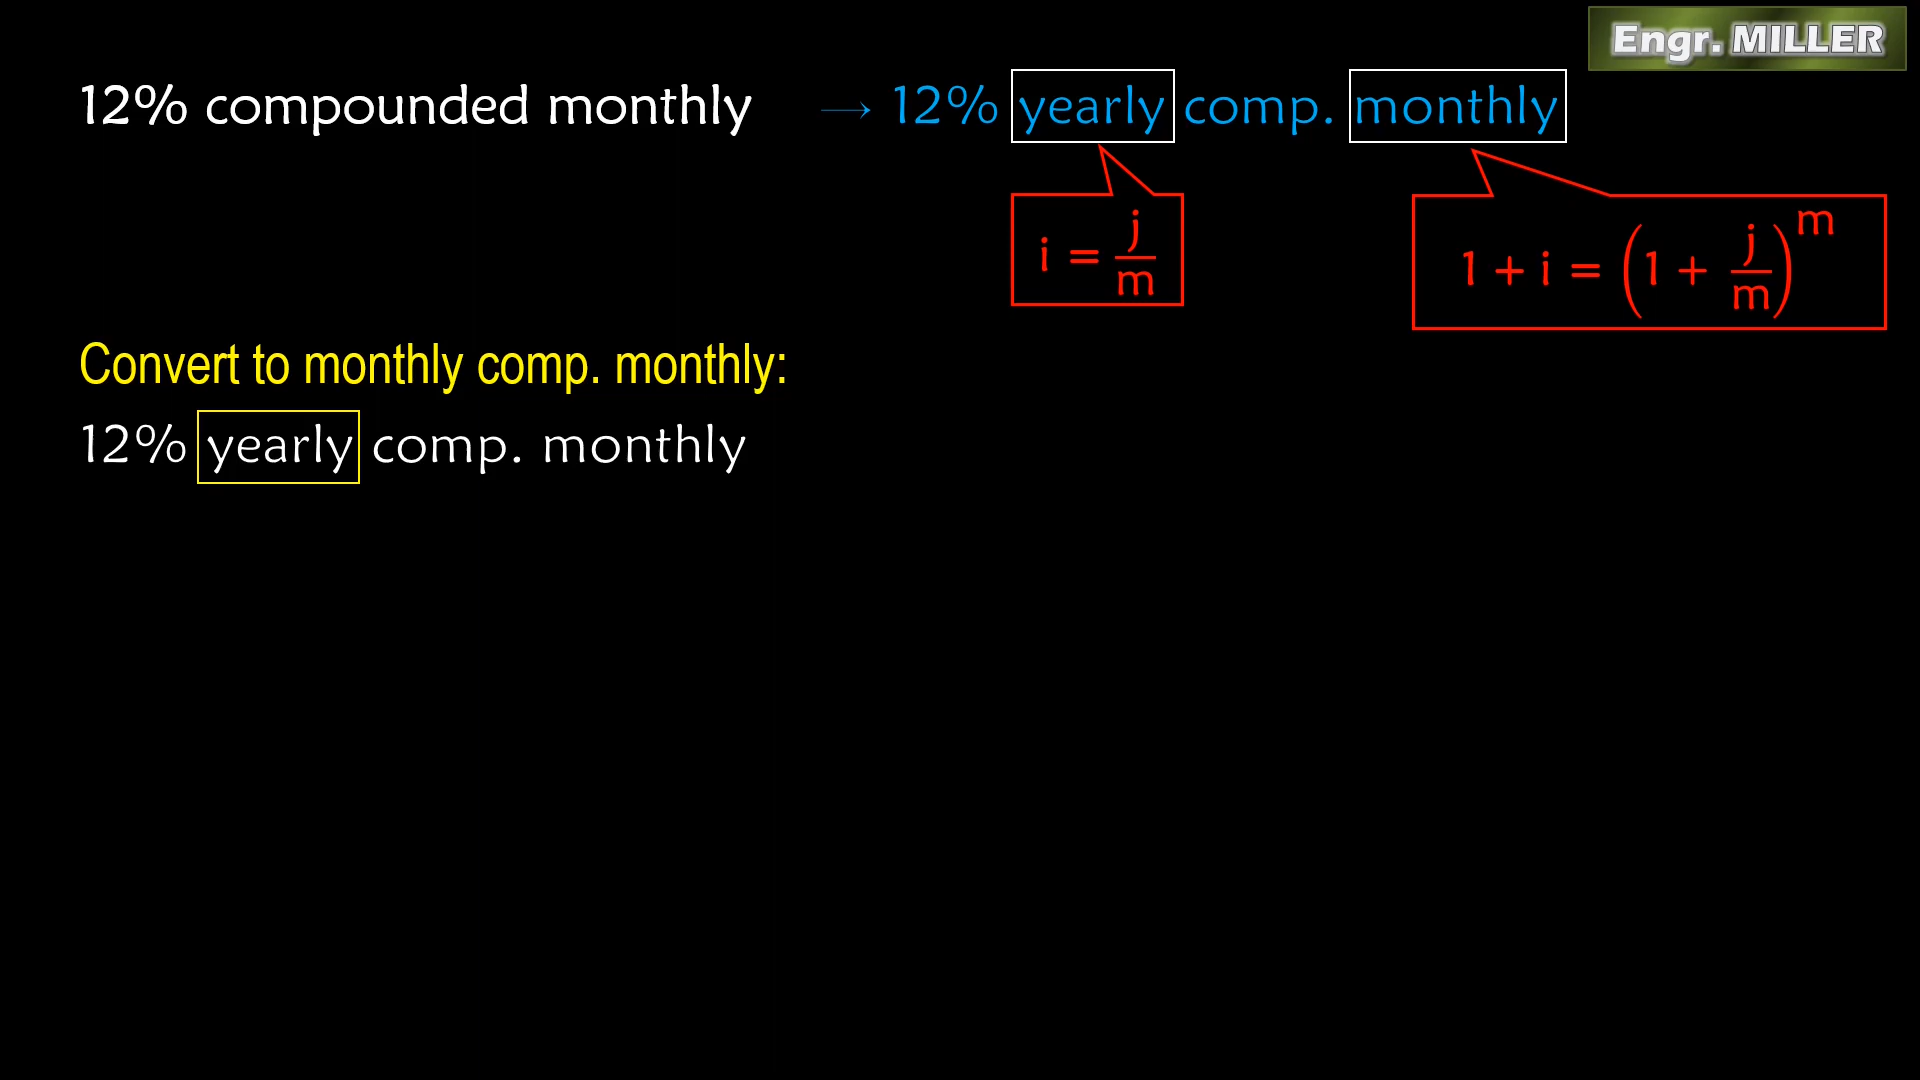 Engr. MILLER
12% compounded monthly → 12% yearly comp. monthly
i = j/m
1 + i = (1 + j/m)^m
Convert to monthly comp. monthly:
12% yearly comp. monthly